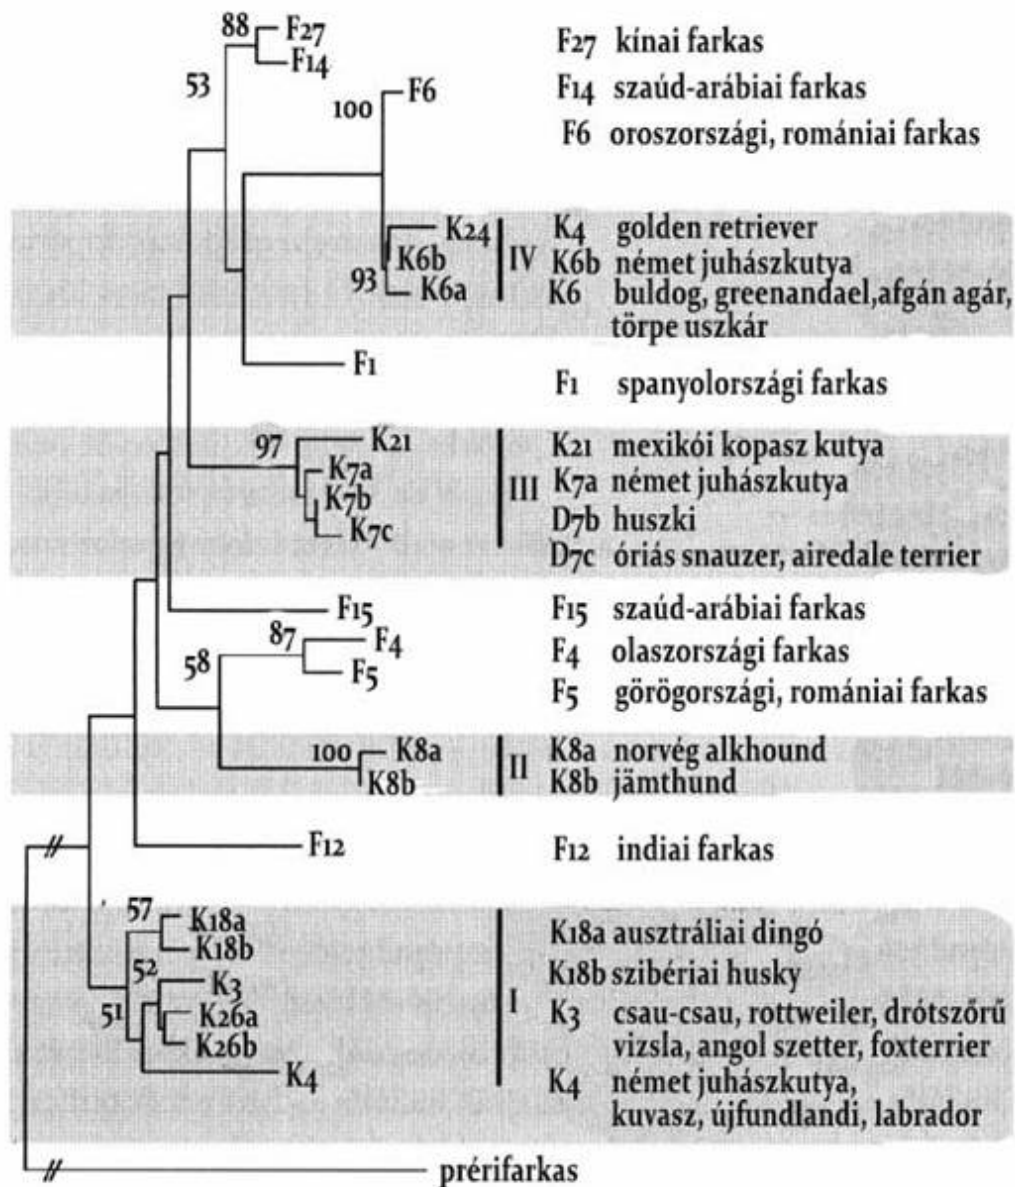 88 F27 F27 kínai farkas
53 F14 F14 szaúd-arábiai farkas
100 F6 F6 oroszországi, romániai farkas
K24 K4 golden retriever
K6b IV K6b német juhászkutya
93 K6a K6 buldog, greenandael,afgán agár,
törpe uszkár
F1 F1 spanyolországi farkas
97 K21 K21 mexikói kopasz kutya
K7a III K7a német juhászkutya
K7b D7b huszki
K7c D7c óriás snauzer, airedale terrier
F15 F15 szaúd-arábiai farkas
58 87 F4 F4 olaszországi farkas
F5 F5 görögországi, romániai farkas
100 K8a II K8a norvég alkhound
K8b K8b jämthund
F12 F12 indiai farkas
57 K18a I K18a ausztráliai dingó
K18b K18b szibériai husky
52 K3 K3 csau-csau, rottweiler, drótszőrű
51 K26a vizsla, angol szetter, foxterrier
K26b
K4 K4 német juhászkutya,
kuvasz, újfundlandi, labrador
prérifarkas